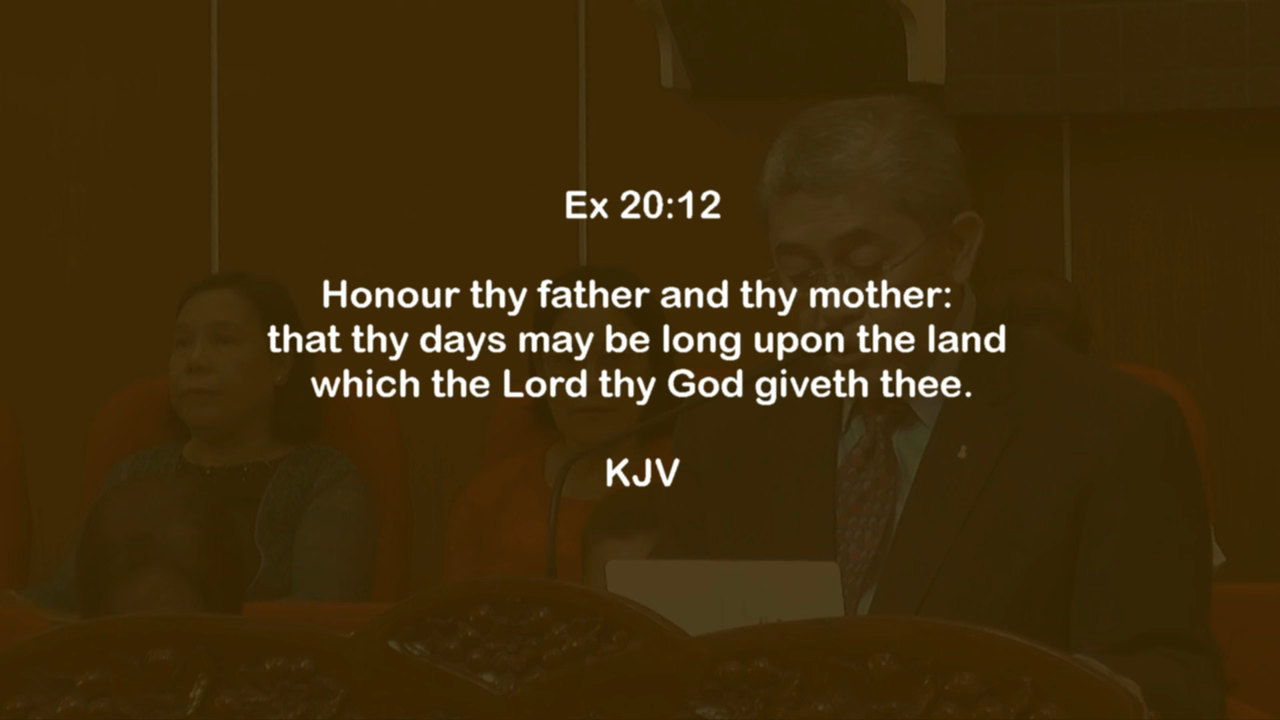 Ex 20:12
Honour thy father and thy mother:
that thy days may be long upon the land
which the Lord thy God giveth thee.
KJV